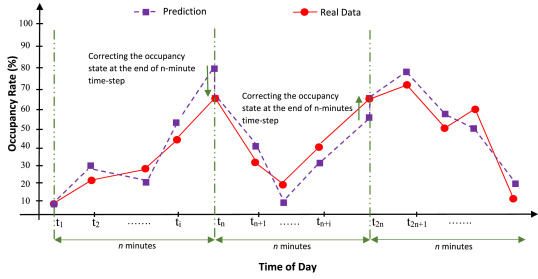 Prediction
Real Data
100
90
80
70
60
50
40
30
20
10
Occupancy Rate (%)
Correcting the occupancy
state at the end of n-minute
time-step
Correcting the occupancy
state at the end of n-minutes
time-step
t1 t2 ....... ti tn tn+1 ...... tn+i t2n t2n+1 .......
n minutes n minutes n minutes
Time of Day